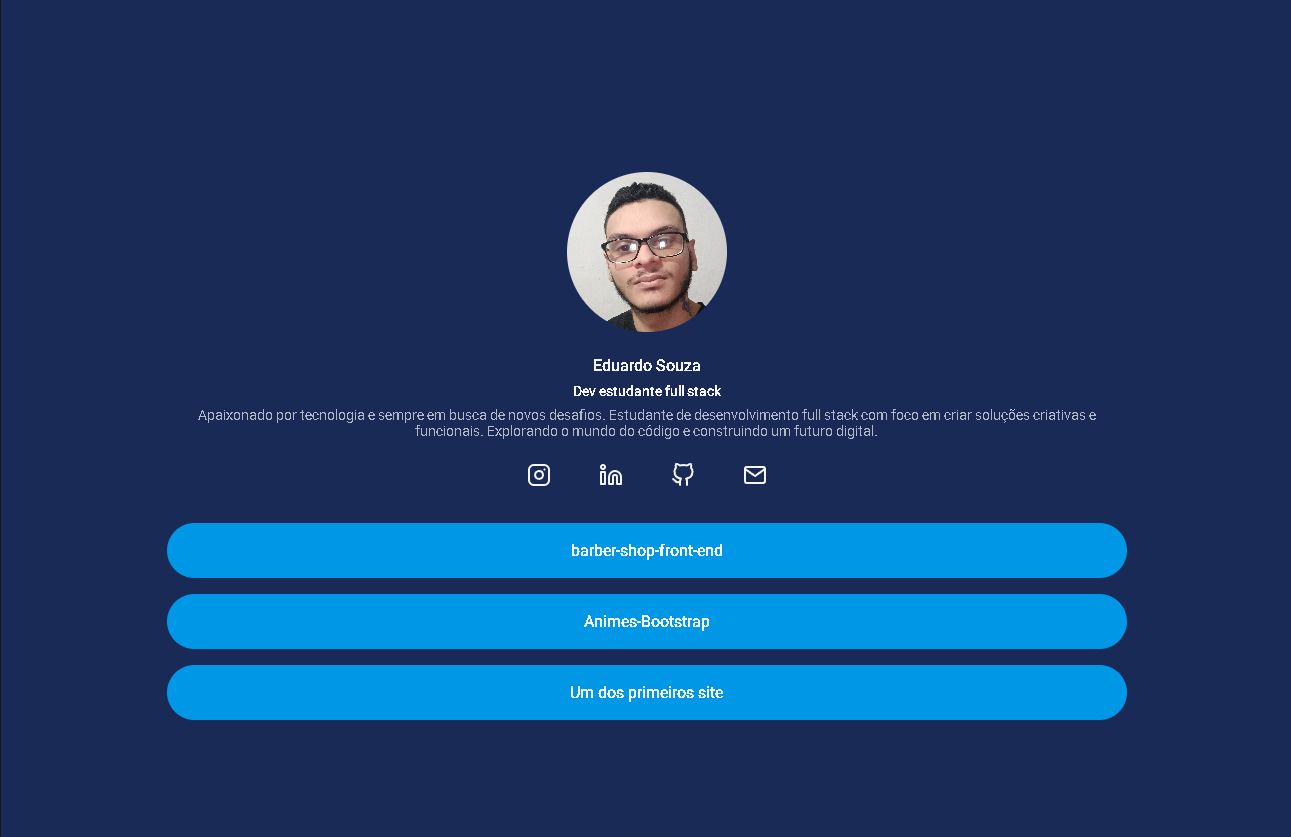 Eduardo Souza
Dev estudante full stack
Apaixonado por tecnologia e sempre em busca de novos desafios. Estudante de desenvolvimento full stack com foco em criar soluções criativas e
funcionais. Explorando o mundo do código e construindo um futuro digital.
barber-shop-front-end
Animes-Bootstrap
Um dos primeiros site